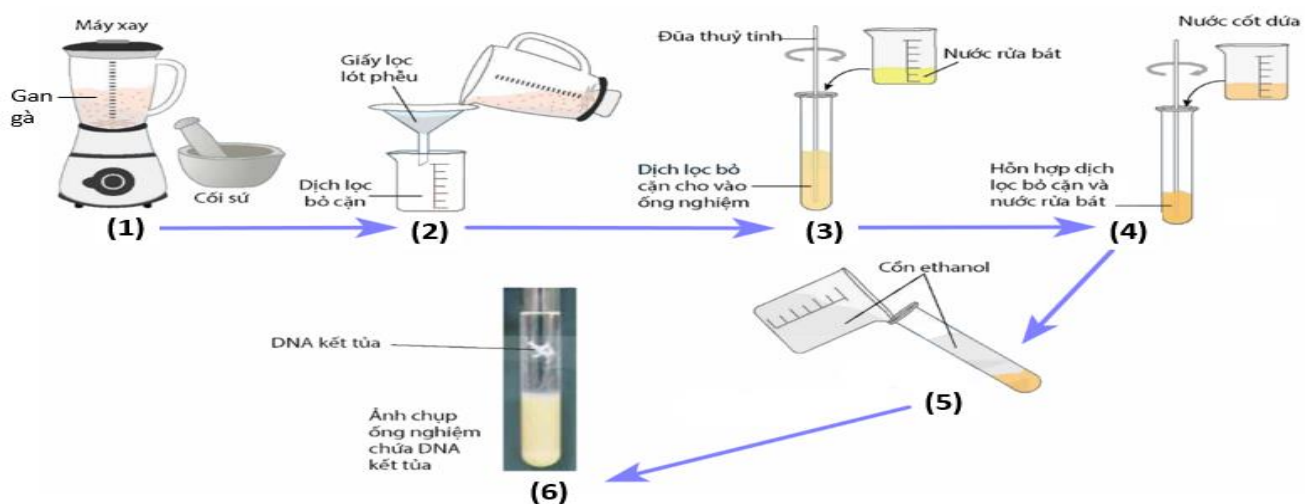 Máy xay
Gan
gà
Cối sứ
(1)
Giấy lọc
lót phễu
Dịch lọc
bỏ cặn
(2)
Đũa thuỷ tinh
Nước rửa bát
Dịch lọc bỏ
cặn cho vào
ống nghiệm
(3)
Nước cốt dứa
Hỗn hợp dịch
lọc bỏ cặn và
nước rửa bát
(4)
Cồn ethanol
(5)
DNA kết tủa
Ảnh chụp
ống nghiệm
chứa DNA
kết tủa
(6)